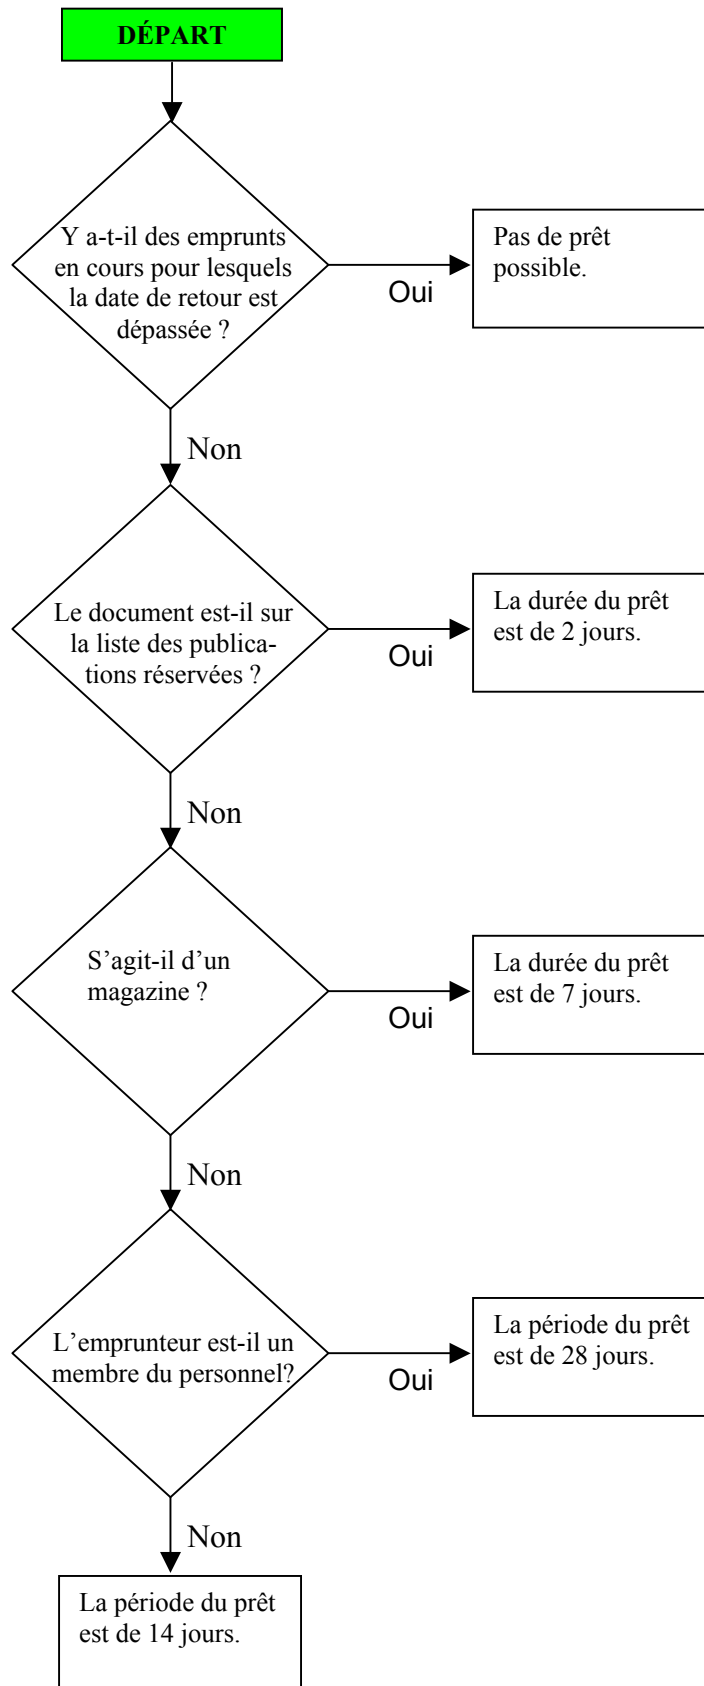 DÉPART
Y a-t-il des emprunts
en cours pour lesquels
la date de retour est
dépassée ?
Oui
Pas de prêt
possible.
Non
Le document est-il sur
la liste des publica-
tions réservées ?
Oui
La durée du prêt
est de 2 jours.
Non
S’agit-il d’un
magazine ?
Oui
La durée du prêt
est de 7 jours.
Non
L’emprunteur est-il un
membre du personnel?
Oui
La période du prêt
est de 28 jours.
Non
La période du prêt
est de 14 jours.